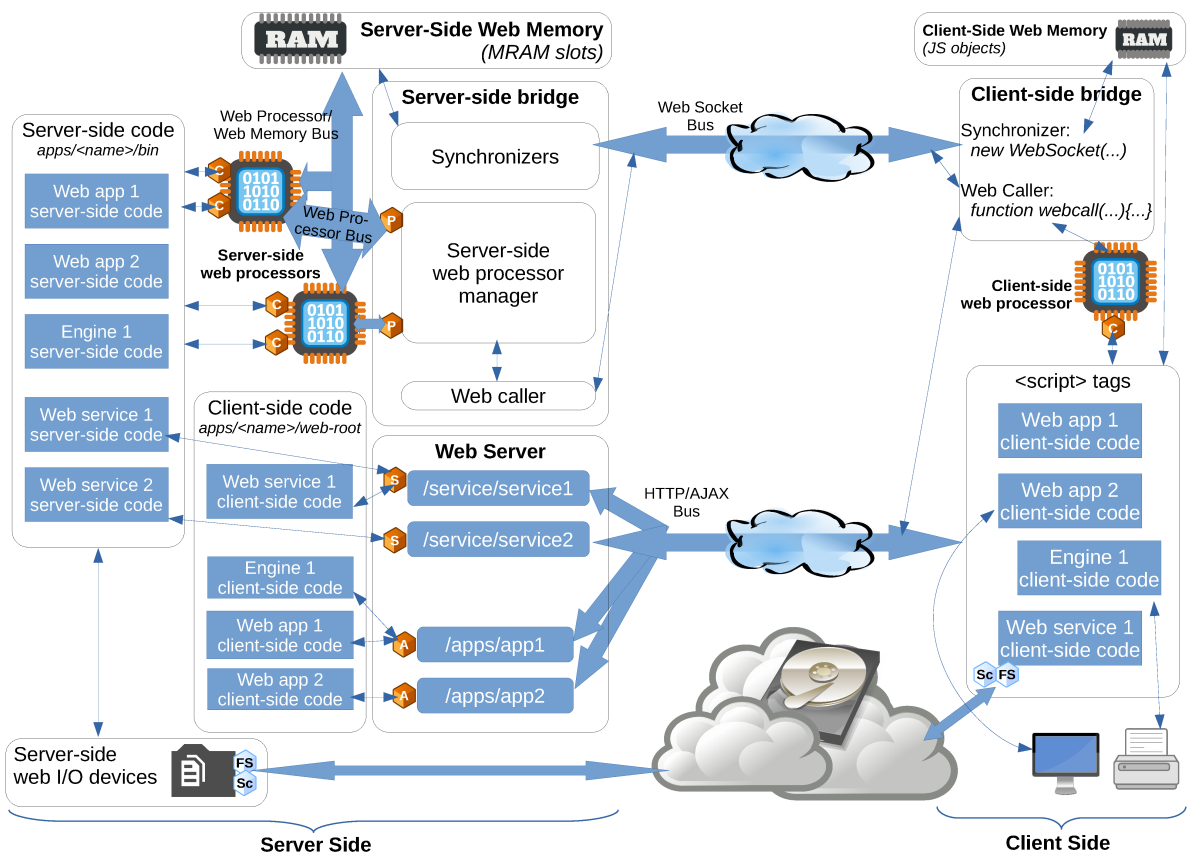 RAM
Server-Side Web Memory
(MRAM slots)
Client-Side Web Memory
(JS objects)
RAM
Server-side code
apps/<name>/bin
Web app 1
server-side code
Web app 2
server-side code
Engine 1
server-side code
Web service 1
server-side code
Web service 2
server-side code
Web Processor/
Web Memory Bus
C
C
0101
1010
0110
Web Pro-
cessor Bus
P
Server-side
web processors
C
C
0101
1010
0110
P
Server-side bridge
Synchronizers
Server-side
web processor
manager
Web caller
Web Socket
Bus
Client-side bridge
Synchronizer:
new WebSocket(...)
Web Caller:
function webcall(...){...}
Client-side
web processor
0101
1010
0110
C
Client-side code
apps/<name>/web-root
Web service 1
client-side code
Engine 1
client-side code
Web app 1
client-side code
Web app 2
client-side code
Web Server
S
/service/service1
S
/service/service2
A
/apps/app1
A
/apps/app2
HTTP/AJAX
Bus
<script> tags
Web app 1
client-side code
Web app 2
client-side code
Engine 1
client-side code
Web service 1
client-side code
Sc FS
Server-side
web I/O devices
FS
Sc
Server Side
Client Side